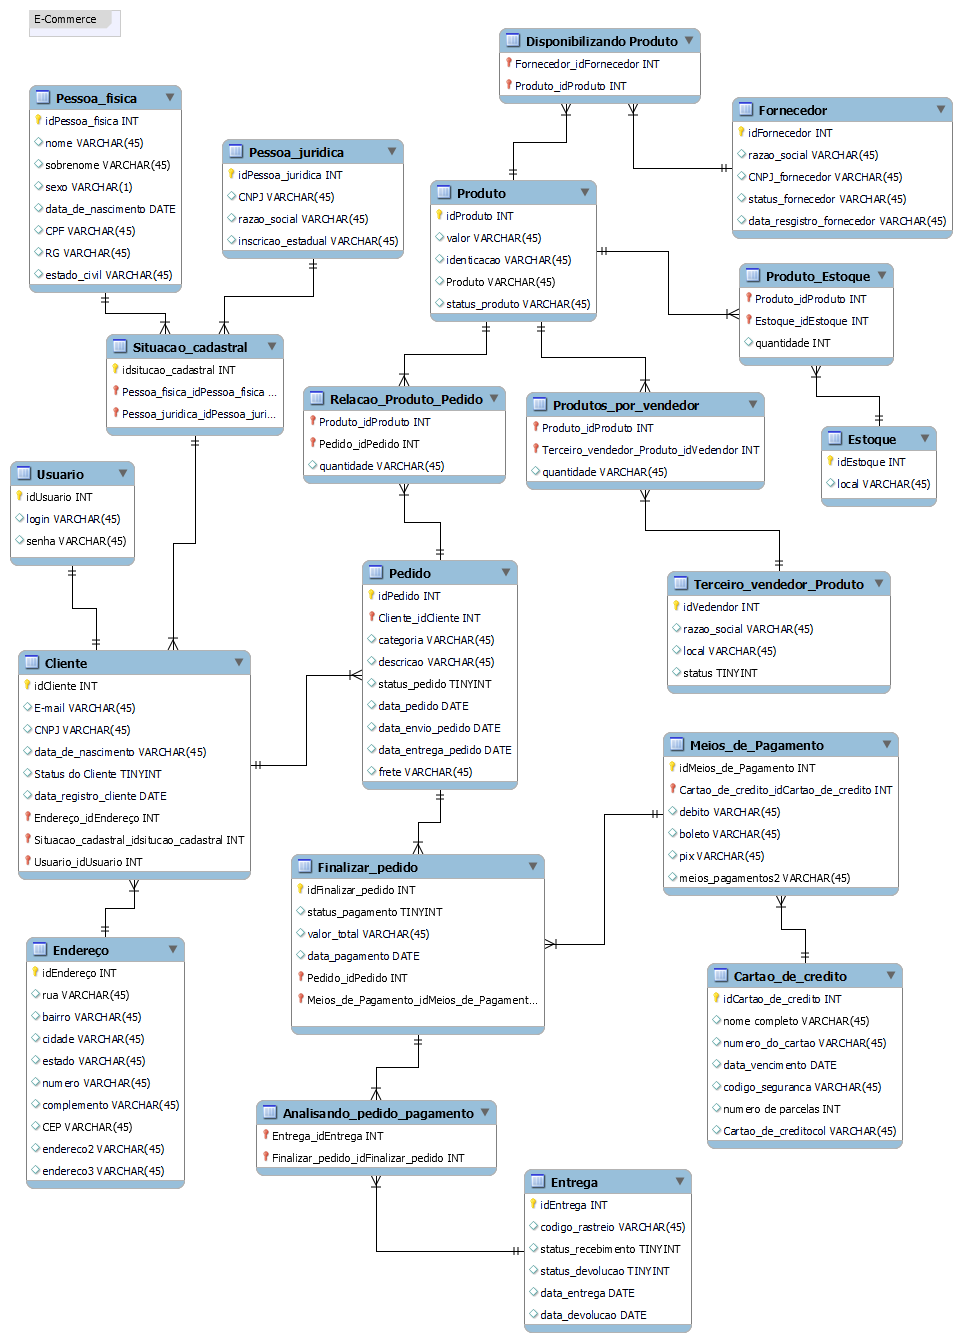 E-Commerce
Disponibilizando Produto
Fornecedor_idFornecedor INT
Produto_idProduto INT
Pessoa_fisica
idPessoa_fisica INT
nome VARCHAR(45)
sobrenome VARCHAR(45)
sexo VARCHAR(1)
data_de_nascimento DATE
CPF VARCHAR(45)
RG VARCHAR(45)
estado_civil VARCHAR(45)
Pessoa_juridica
idPessoa_juridica INT
CNPJ VARCHAR(45)
razao_social VARCHAR(45)
inscricao_estadual VARCHAR(45)
Fornecedor
idFornecedor INT
razao_social VARCHAR(45)
CNPJ_fornecedor VARCHAR(45)
status_fornecedor VARCHAR(45)
data_resgistro_fornecedor VARCHAR(45)
Produto
idProduto INT
valor VARCHAR(45)
identicacao VARCHAR(45)
Produto VARCHAR(45)
status_produto VARCHAR(45)
Produto_Estoque
Produto_idProduto INT
Estoque_idEstoque INT
quantidade INT
Situacao_cadastral
idsitucao_cadastral INT
Pessoa_fisica_idPessoa_fisica ...
Pessoa_juridica_idPessoa_juri...
Relacao_Produto_Pedido
Produto_idProduto INT
Pedido_idPedido INT
quantidade VARCHAR(45)
Produtos_por_vendedor
Produto_idProduto INT
Terceiro_vendedor_Produto_idVedendor INT
quantidade VARCHAR(45)
Estoque
idEstoque INT
local VARCHAR(45)
Usuario
idUsuario INT
login VARCHAR(45)
senha VARCHAR(45)
Pedido
idPedido INT
Cliente_idCliente INT
categoria VARCHAR(45)
descricao VARCHAR(45)
status_pedido TINYINT
data_pedido DATE
data_envio_pedido DATE
data_entrega_pedido DATE
frete VARCHAR(45)
Terceiro_vendedor_Produto
idVedendor INT
razao_social VARCHAR(45)
local VARCHAR(45)
status TINYINT
Cliente
idCliente INT
E-mail VARCHAR(45)
CNPJ VARCHAR(45)
data_de_nascimento VARCHAR(45)
Status do Cliente TINYINT
data_registro_cliente DATE
Endereço_idEndereço INT
Situacao_cadastral_idsitucao_cadastral INT
Usuario_idUsuario INT
Meios_de_Pagamento
idMeios_de_Pagamento INT
Cartao_de_credito_idCartao_de_credito INT
debito VARCHAR(45)
boleto VARCHAR(45)
pix VARCHAR(45)
meios_pagamentos2 VARCHAR(45)
Finalizar_pedido
idFinalizar_pedido INT
status_pagamento TINYINT
valor_total VARCHAR(45)
data_pagamento DATE
Pedido_idPedido INT
Meios_de_Pagamento_idMeios_de_Pagament...
Endereço
idEndereço INT
rua VARCHAR(45)
bairro VARCHAR(45)
cidade VARCHAR(45)
estado VARCHAR(45)
numero VARCHAR(45)
complemento VARCHAR(45)
CEP VARCHAR(45)
endereco2 VARCHAR(45)
endereco3 VARCHAR(45)
Cartao_de_credito
idCartao_de_credito INT
nome completo VARCHAR(45)
numero_do_cartao VARCHAR(45)
data_vencimento DATE
codigo_seguranca VARCHAR(45)
numero de parcelas INT
Cartao_de_creditocol VARCHAR(45)
Analisando_pedido_pagamento
Entrega_idEntrega INT
Finalizar_pedido_idFinalizar_pedido INT
Entrega
idEntrega INT
codigo_rastreio VARCHAR(45)
status_recebimento TINYINT
status_devolucao TINYINT
data_entrega DATE
data_devolucao DATE